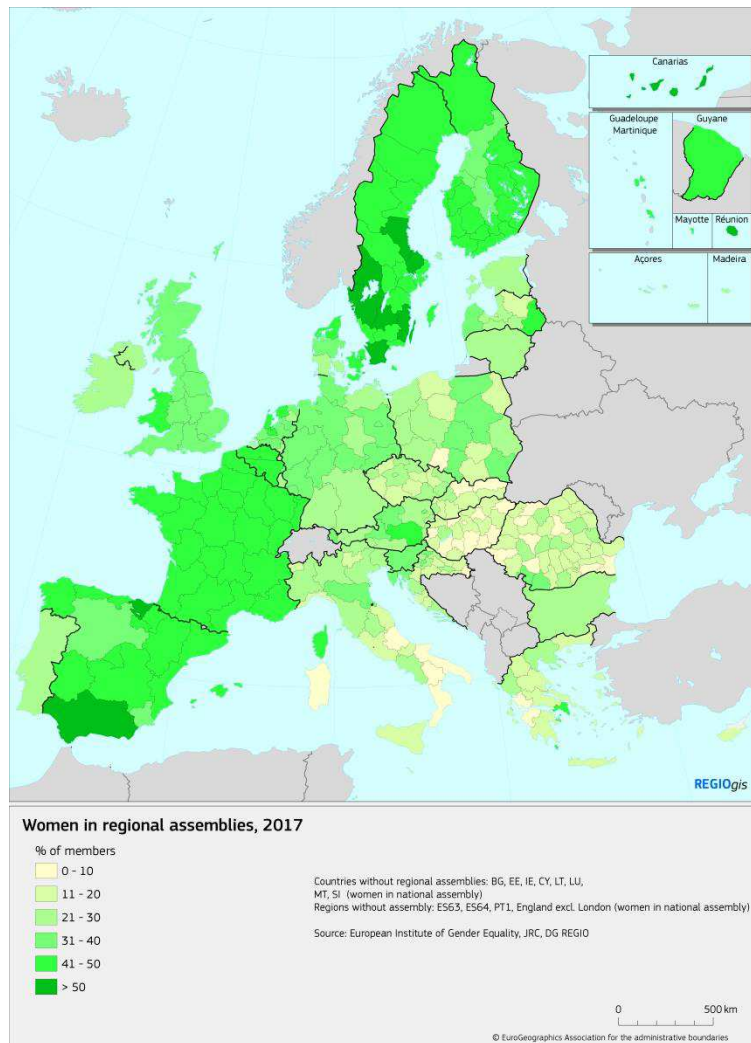 Canarias
Guadeloupe
Martinique
Guyane
Mayotte
Réunion
Açores
Madeira
REGIOgis
Women in regional assemblies, 2017
% of members
0 - 10
11 - 20
21 - 30
31 - 40
41 - 50
> 50
Countries without regional assemblies: BG, EE, IE, CY, LT, LU,
MT, SI (women in national assembly)
Regions without assembly: ES63, ES64, PT1, England excl. London (women in national assembly)
Source: European Institute of Gender Equality, JRC, DG REGIO
0 500 km
© EuroGeographics Association for the administrative boundaries